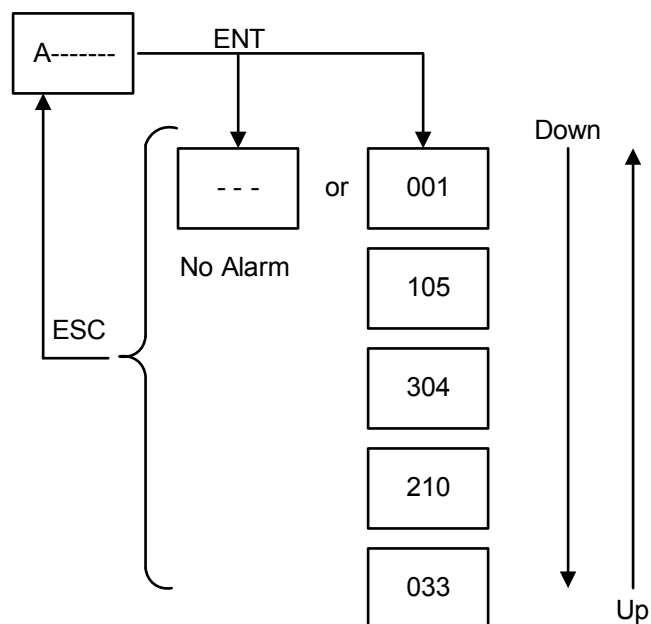 A-------
ENT
Down
- - -
or
001
No Alarm
105
ESC
304
210
033
Up